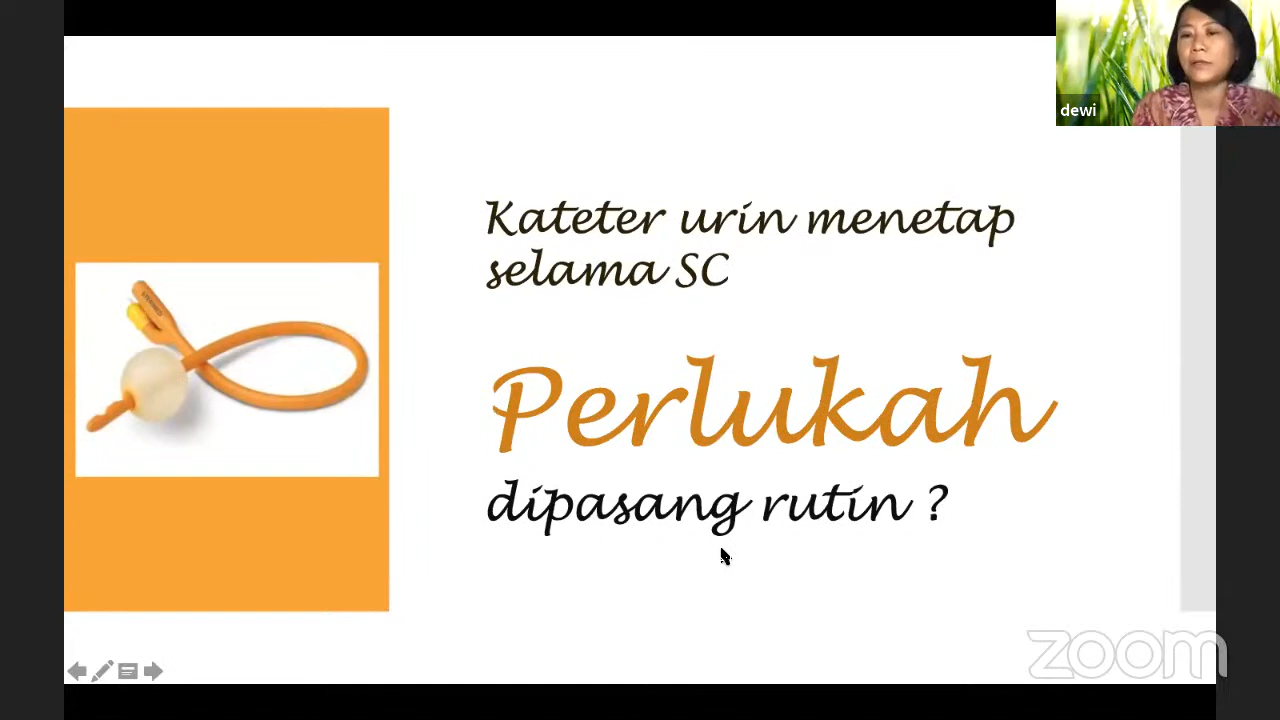 dewi
Kateter urin menetap
selama SC
Perlukah
dipasang rutin ?
zoom